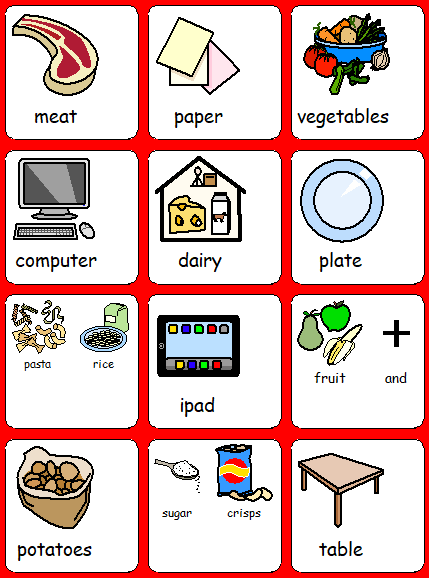 meat paper vegetables
computer dairy plate
pasta rice ipad fruit and
potatoes sugar crisps table